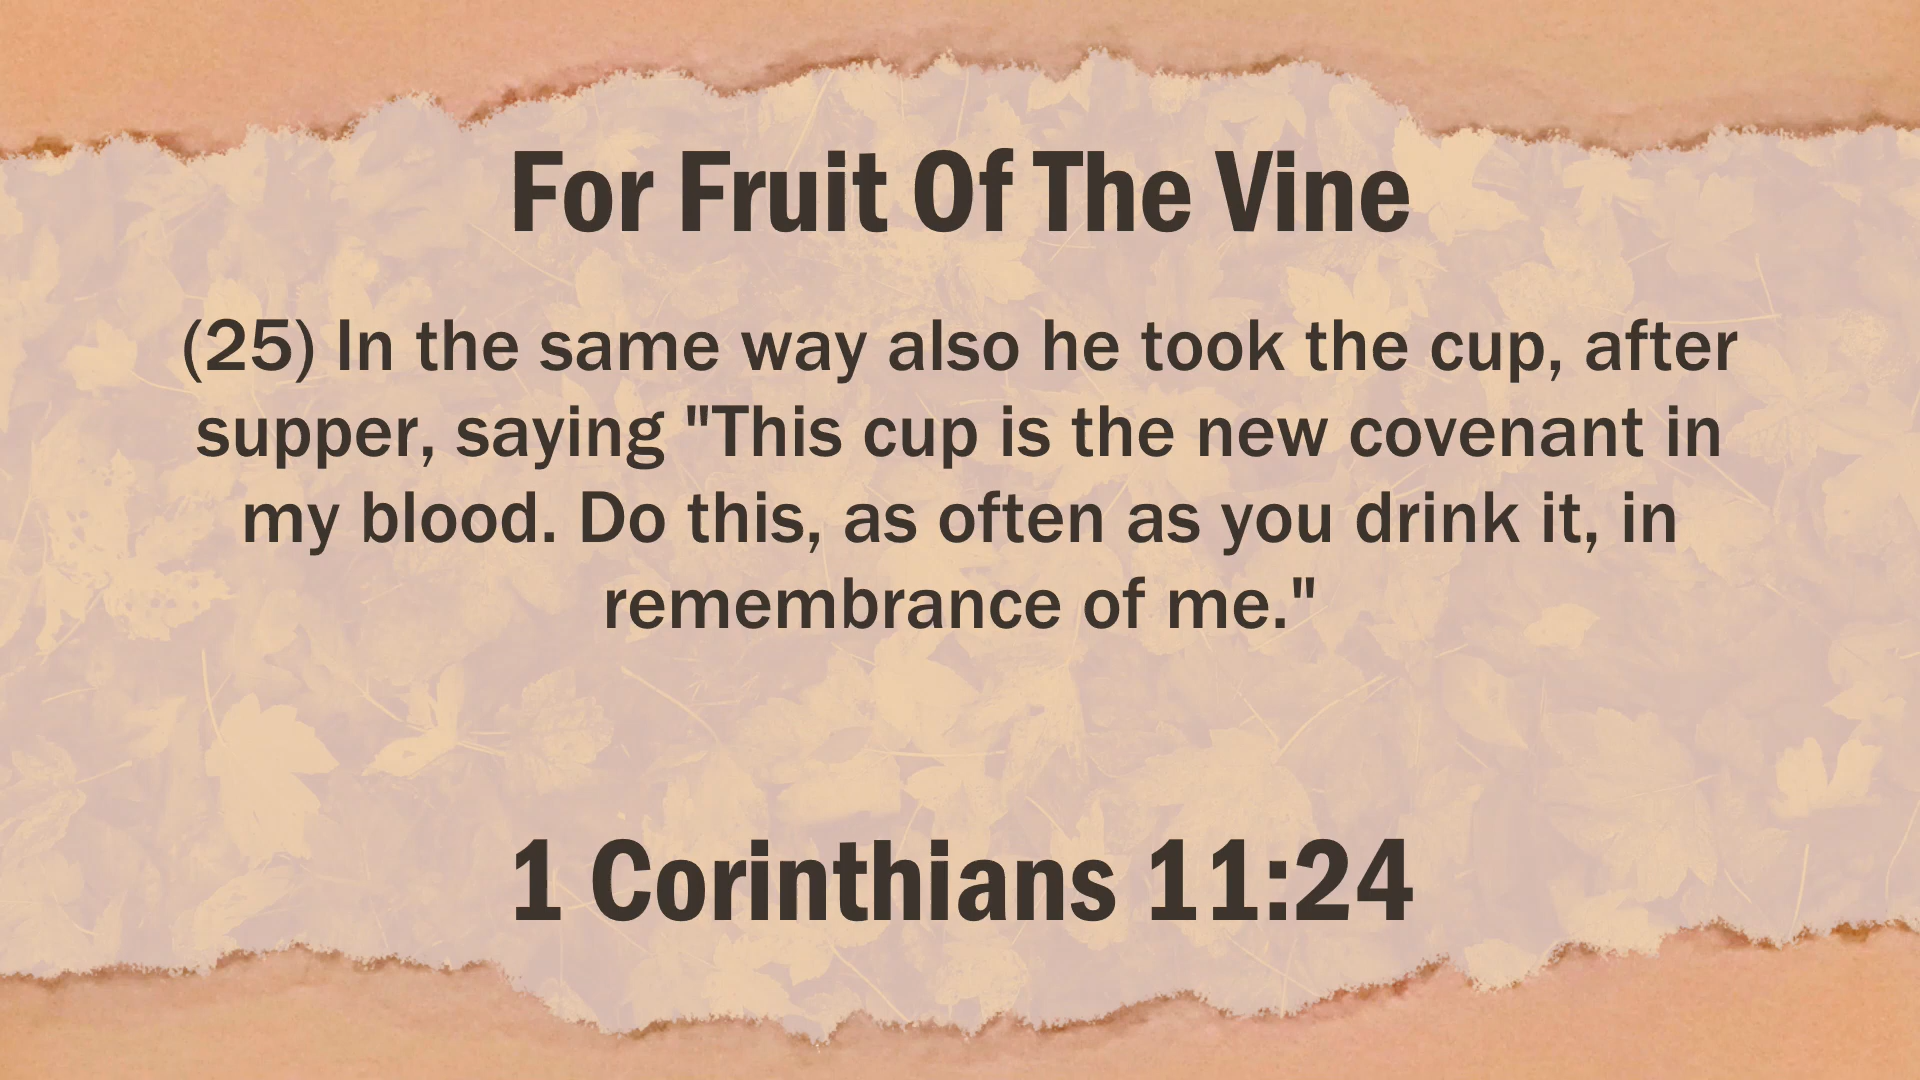 For Fruit Of The Vine
(25) In the same way also he took the cup, after
supper, saying "This cup is the new covenant in
my blood. Do this, as often as you drink it, in
remembrance of me."
1 Corinthians 11:24